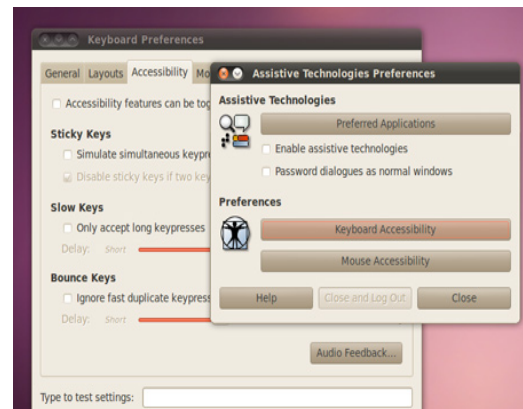 Keyboard Preferences
General Layouts Accessibility Mo
Accessibility features can be tog
Sticky Keys
Simulate simultaneous keypre
Disable sticky keys if two key
Slow Keys
Only accept long keypresses
Delay: Short
Bounce Keys
Ignore fast duplicate keypress
Delay: Short
Audio Feedback...
Type to test settings:
Assistive Technologies Preferences
Assistive Technologies
Preferred Applications
Enable assistive technologies
Password dialogues as normal windows
Preferences
Keyboard Accessibility
Mouse Accessibility
Help Close and Log Out Close